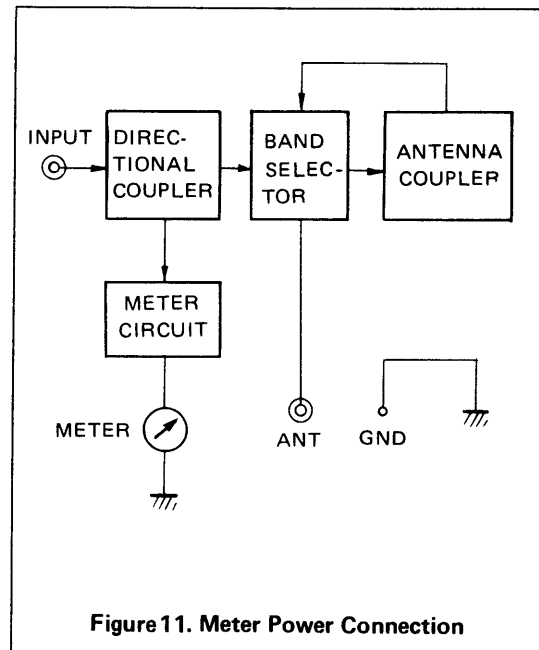 INPUT
DIREC-
TIONAL
COUPLER
BAND
SELEC-
TOR
ANTENNA
COUPLER
METER
CIRCUIT
METER
ANT
GND
Figure 11. Meter Power Connection